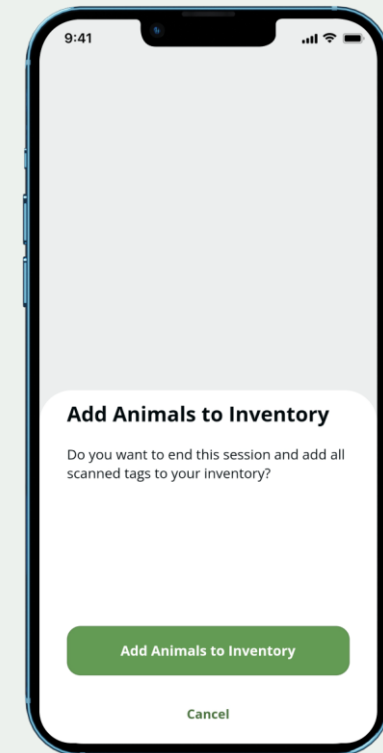 9:41
Add Animals to Inventory
Do you want to end this session and add all
scanned tags to your inventory?
Add Animals to Inventory
Cancel